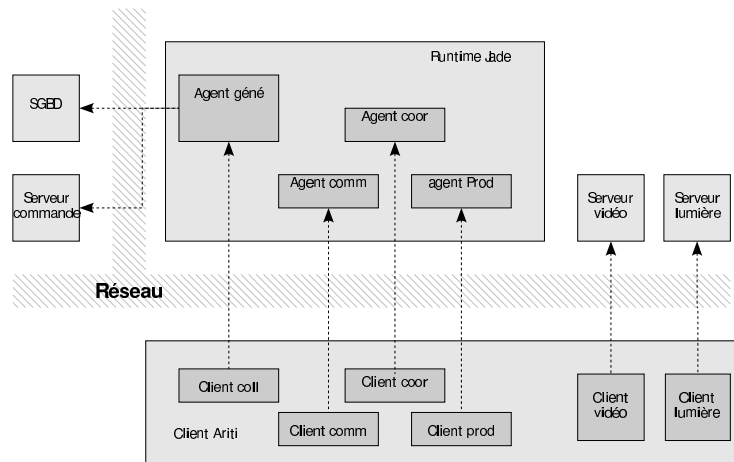 Runtime Jade
SGBD
Agent géné
Agent coor
Serveur
commande
Agent comm
agent Prod
Serveur
vidéo
Serveur
lumière
Réseau
Client coll
Client coor
Client
vidéo
Client
lumière
Client Ariti
Client comm
Client prod